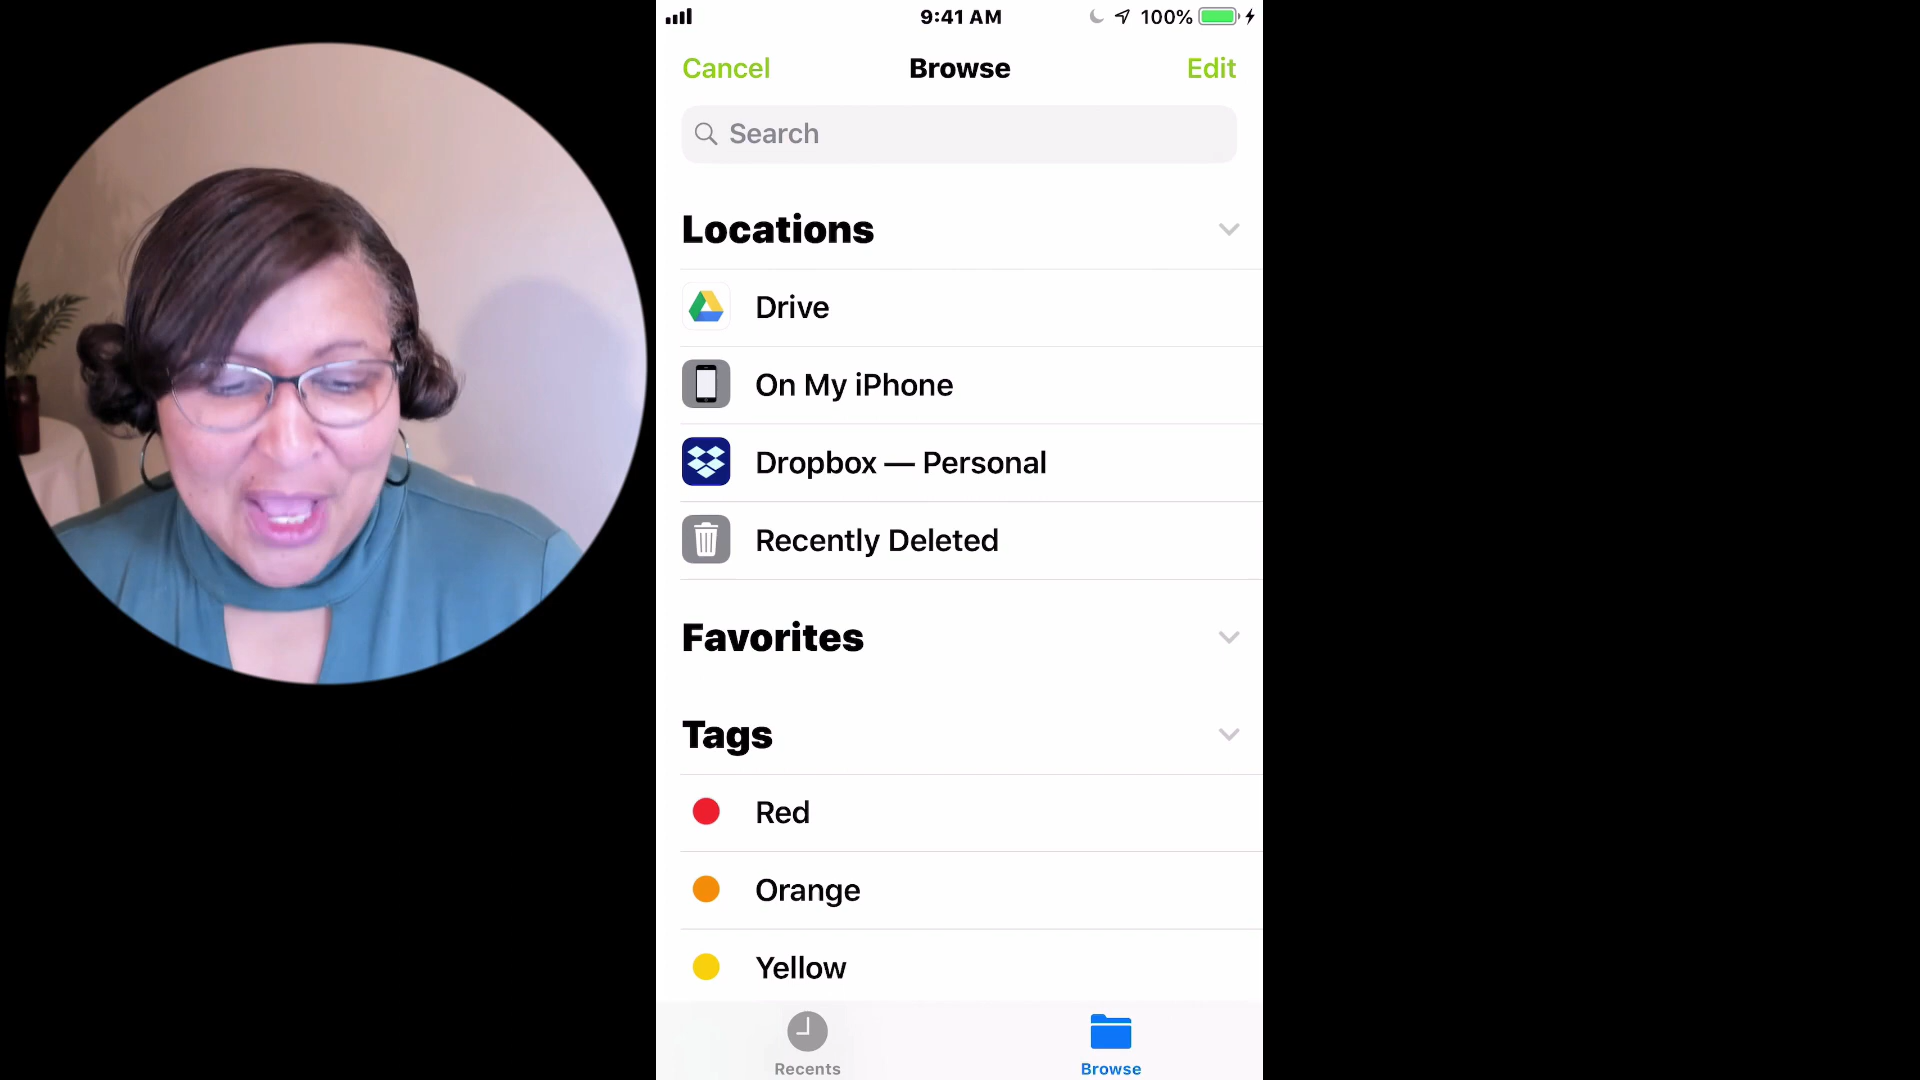 9:41 AM
100%
Cancel
Browse
Edit
Search
Locations
Drive
On My iPhone
Dropbox — Personal
Recently Deleted
Favorites
Tags
Red
Orange
Yellow
Recents
Browse